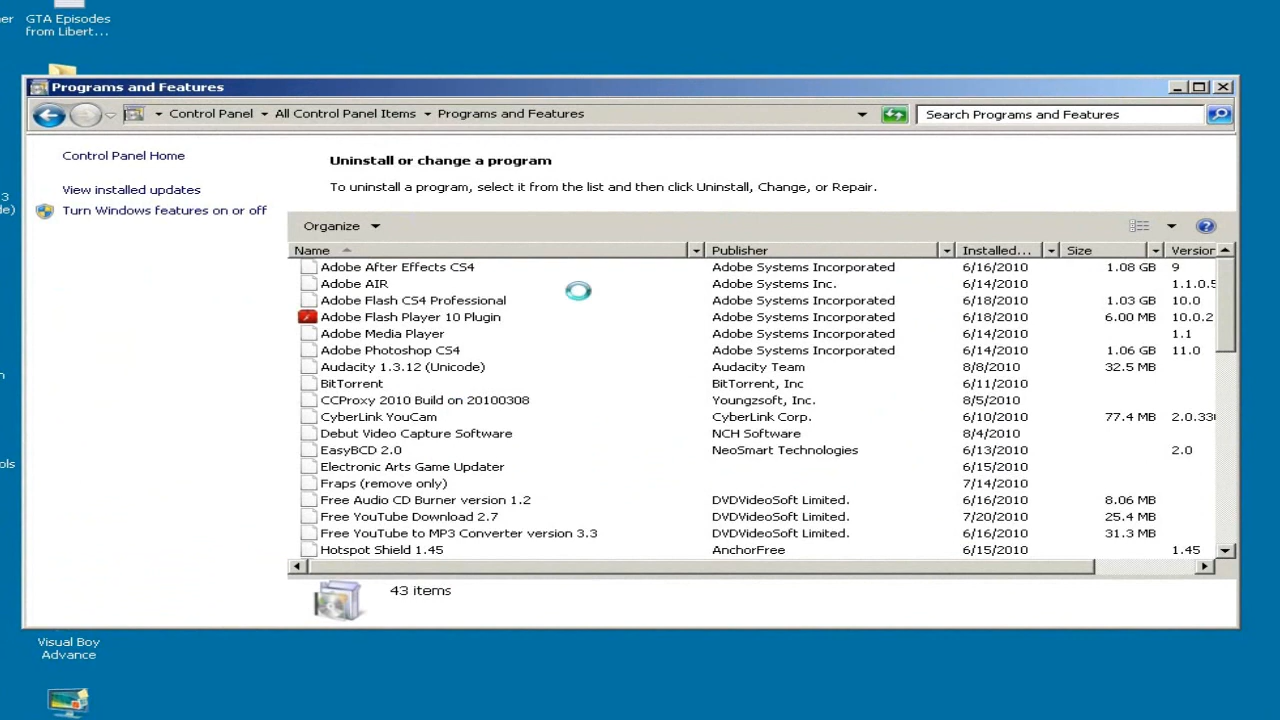 GTA Episodes
from Libert...
Programs and Features
Control Panel All Control Panel Items Programs and Features Search Programs and Features
Control Panel Home
Uninstall or change a program
View installed updates
To uninstall a program, select it from the list and then click Uninstall, Change, or Repair.
Turn Windows features on or off
Organize
Name Publisher Installed... Size Version
Adobe After Effects CS4 Adobe Systems Incorporated 6/16/2010 1.08 GB 9
Adobe AIR Adobe Systems Inc. 6/14/2010 1.1.0.5
Adobe Flash CS4 Professional Adobe Systems Incorporated 6/18/2010 1.03 GB 10.0
Adobe Flash Player 10 Plugin Adobe Systems Incorporated 6/18/2010 6.00 MB 10.0.2
Adobe Media Player Adobe Systems Incorporated 6/14/2010 1.1
Adobe Photoshop CS4 Adobe Systems Incorporated 6/14/2010 1.06 GB 11.0
Audacity 1.3.12 (Unicode) Audacity Team 8/8/2010 32.5 MB
BitTorrent BitTorrent, Inc 6/11/2010
CCProxy 2010 Build on 20100308 Youngzsoft, Inc. 8/5/2010
CyberLink YouCam CyberLink Corp. 6/10/2010 77.4 MB 2.0.33
Debut Video Capture Software NCH Software 8/4/2010
EasyBCD 2.0 NeoSmart Technologies 6/13/2010 2.0
Electronic Arts Game Updater 6/15/2010
Fraps (remove only) 7/14/2010
Free Audio CD Burner version 1.2 DVDVideoSoft Limited. 6/16/2010 8.06 MB
Free YouTube Download 2.7 DVDVideoSoft Limited. 7/20/2010 25.4 MB
Free YouTube to MP3 Converter version 3.3 DVDVideoSoft Limited. 6/16/2010 31.3 MB
Hotspot Shield 1.45 AnchorFree 6/15/2010 1.45
43 items
Visual Boy
Advance